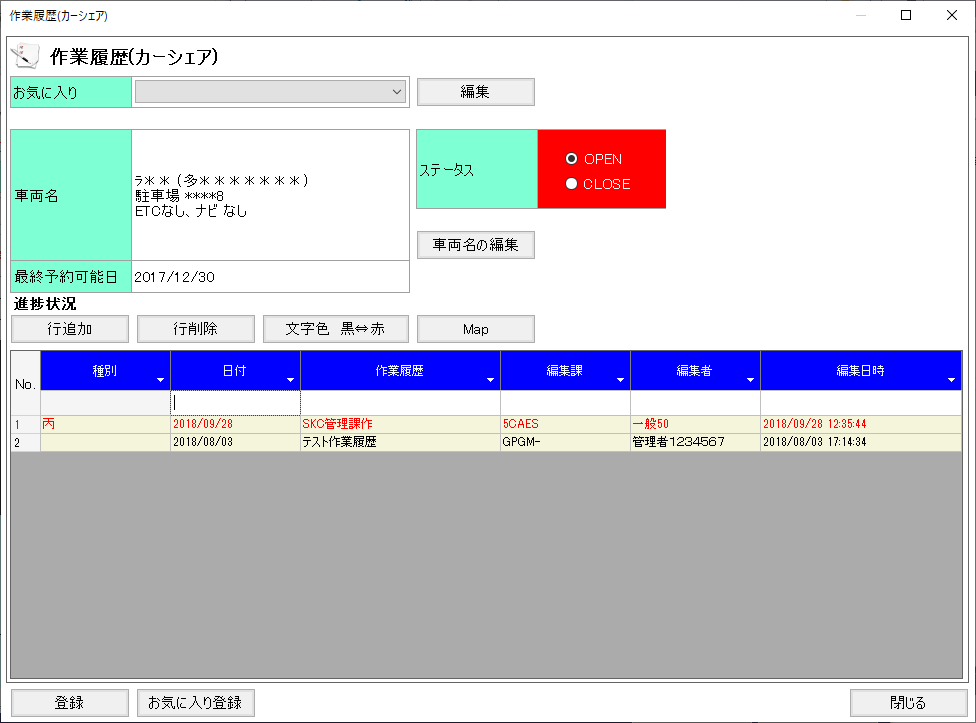 作業履歴(カーシェア)
作業履歴(カーシェア)
お気に入り
編集
車両名
ﾗ＊＊（多＊＊＊＊＊＊＊）
駐車場 ****8
ETCなし、ナビなし
ステータス
OPEN
CLOSE
車両名の編集
最終予約可能日 2017/12/30
進捗状況
行追加 行削除 文字色　黒⇔赤 Map
No. 種別 日付 作業履歴 編集課 編集者 編集日時
1 丙 2018/09/28 SKC管理課作 5CAES 一般50 2018/09/28 12:35:44
2 2018/08/03 テスト作業履歴 GPGM- 管理者1234567 2018/08/03 17:14:34
登録 お気に入り登録 閉じる